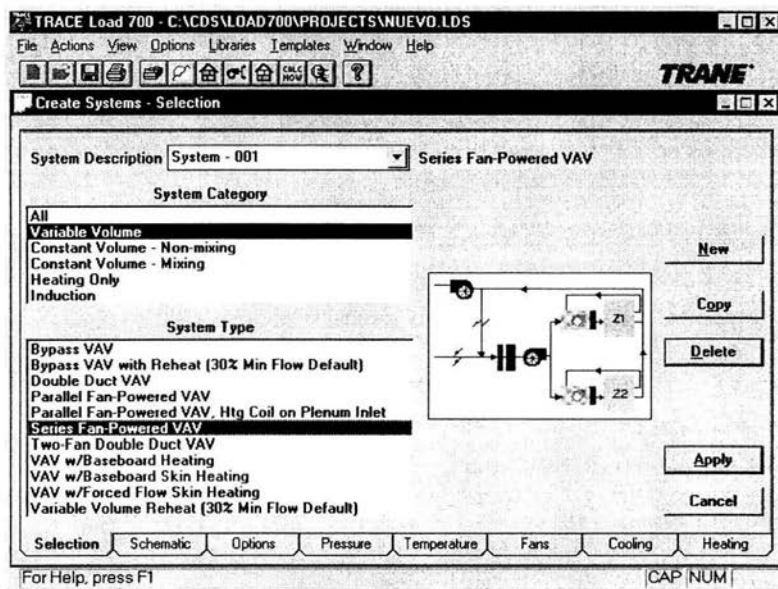 TRACE Load 700 - C:\CDS\LOAD700\PROJECTS\NUEVO.LDS
File Actions View Options Libraries Templates Window Help
CALC NOW
TRANE
Create Systems - Selection
System Description System - 001 Series Fan-Powered VAV
System Category
All
Variable Volume
Constant Volume - Non-mixing
Constant Volume - Mixing
Heating Only
Induction
System Type
Bypass VAV
Bypass VAV with Reheat (30% Min Flow Default)
Double Duct VAV
Parallel Fan-Powered VAV
Parallel Fan-Powered VAV, Htg Coil on Plenum Inlet
Series Fan-Powered VAV
Two-Fan Double Duct VAV
VAV w/Baseboard Heating
VAV w/Baseboard Skin Heating
VAV w/Forced Flow Skin Heating
Variable Volume Reheat (30% Min Flow Default)
Z1
Z2
New
Copy
Delete
Apply
Cancel
Selection Schematic Options Pressure Temperature Fans Cooling Heating
For Help, press F1 CAP NUM